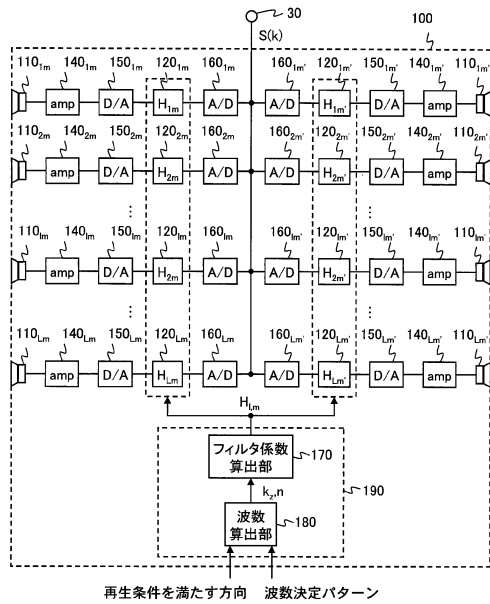 30
S(k)
100
110₁ₘ 140₁ₘ 150₁ₘ 120₁ₘ 160₁ₘ 160₁ₘ' 120₁ₘ' 150₁ₘ' 140₁ₘ' 110₁ₘ'
amp D/A H₁ₘ A/D A/D H₁ₘ' D/A amp
110₂ₘ 140₂ₘ 150₂ₘ 120₂ₘ 160₂ₘ 160₂ₘ' 120₂ₘ' 150₂ₘ' 140₂ₘ' 110₂ₘ'
amp D/A H₂ₘ A/D A/D H₂ₘ' D/A amp
⋮ ⋮
110lm 140lm 150lm 120lm 160lm 160lm' 120lm' 150lm' 140lm' 110lm'
amp D/A H₂ₘ A/D A/D H₂ₘ' D/A amp
⋮ ⋮
110Lm 140Lm 150Lm 120Lm 160Lm 160Lm' 120Lm' 150Lm' 140Lm' 110Lm'
amp D/A HLm A/D A/D HLm' D/A amp
Hl,m
フィルタ係数
算出部
170
190
kz,n
波数
算出部
180
再生条件を満たす方向 波数決定パターン